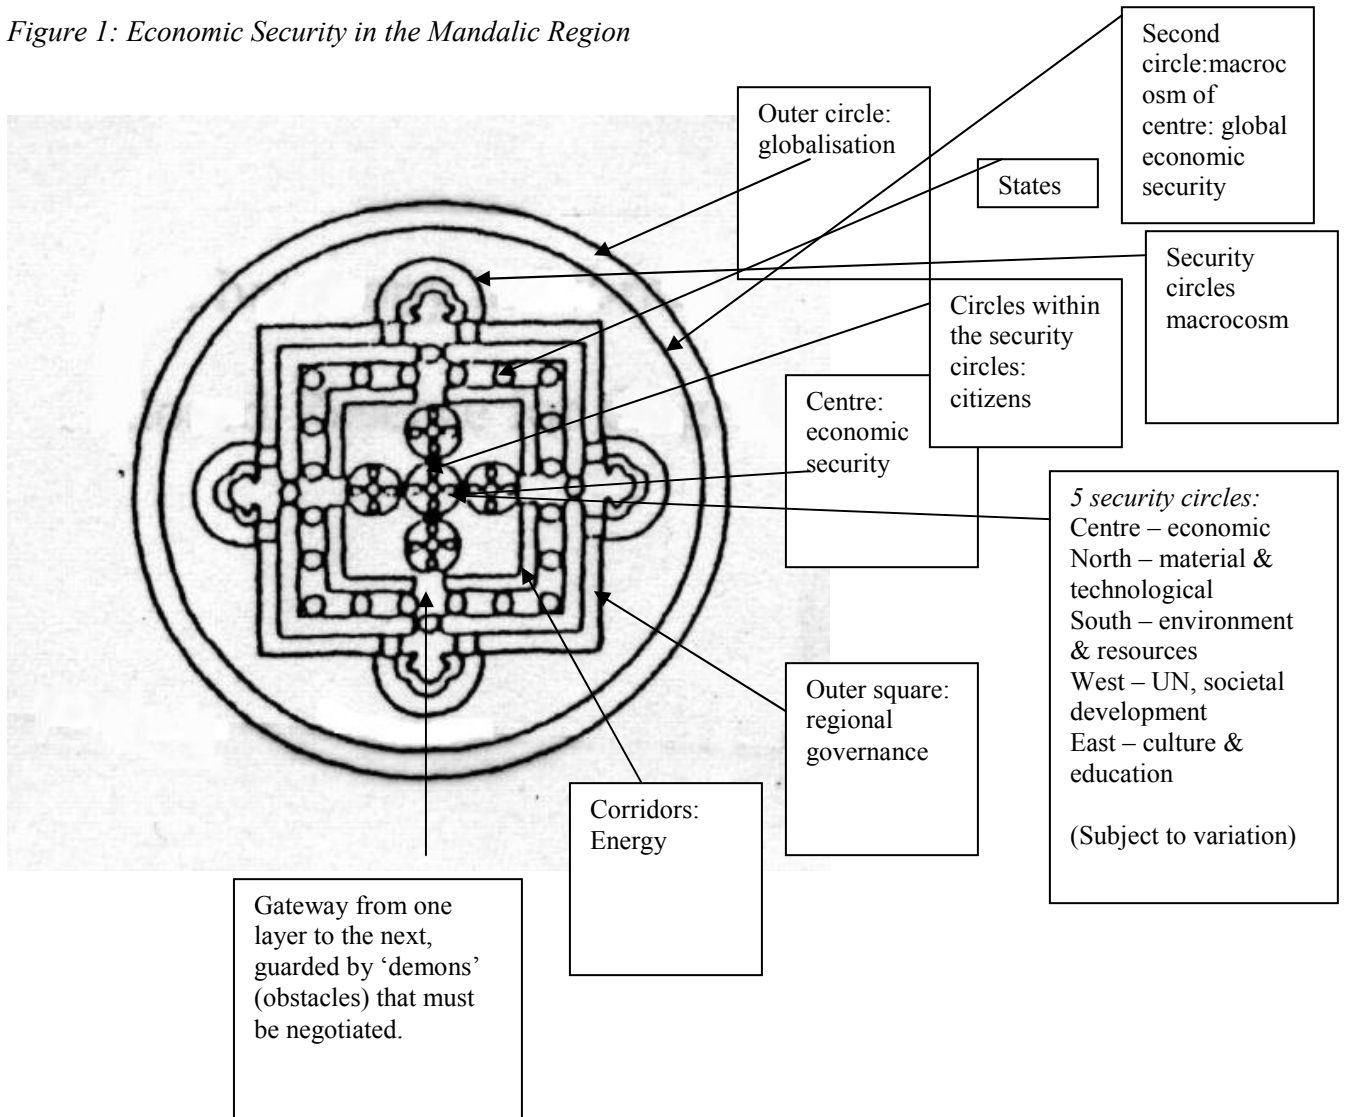 Figure 1: Economic Security in the Mandalic Region
Second
circle:macroc
osm of
centre: global
economic
security
Outer circle:
globalisation
States
Security
circles
macrocosm
Circles within
the security
circles:
citizens
Centre:
economic
security
5 security circles:
Centre – economic
North – material &
technological
South – environment
& resources
West – UN, societal
development
East – culture &
education
(Subject to variation)
Outer square:
regional
governance
Corridors:
Energy
Gateway from one
layer to the next,
guarded by ‘demons’
(obstacles) that must
be negotiated.